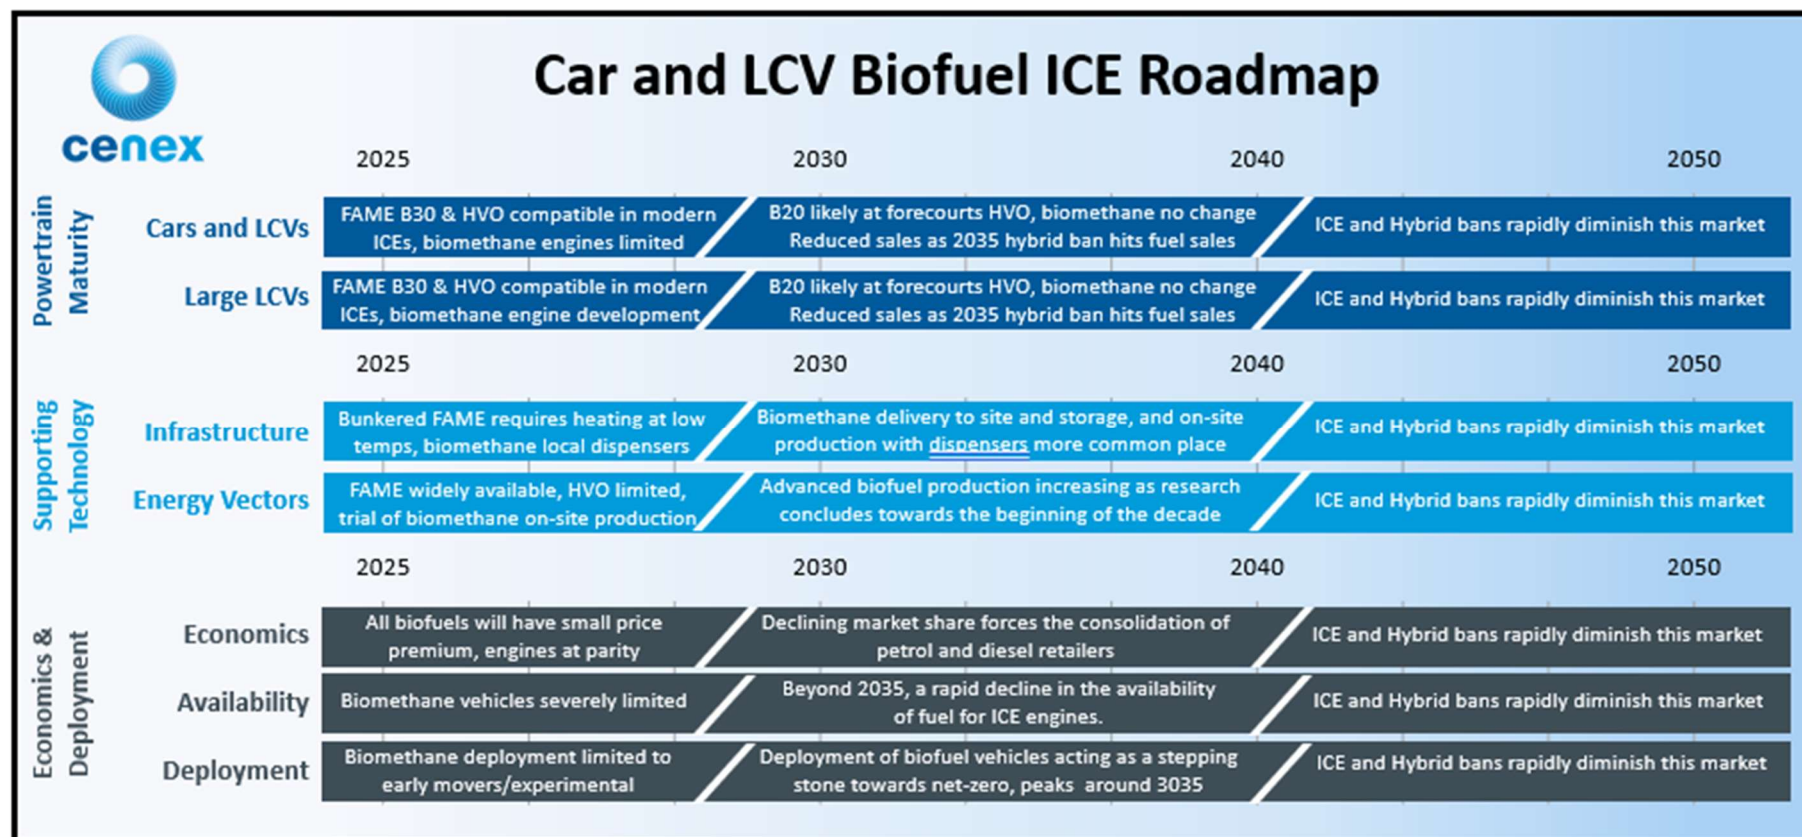 cenex
Car and LCV Biofuel ICE Roadmap
2025 2030 2040 2050
Powertrain
Maturity
Cars and LCVs
FAME B30 & HVO compatible in modern
ICEs, biomethane engines limited
B20 likely at forecourts HVO, biomethane no change
Reduced sales as 2035 hybrid ban hits fuel sales
ICE and Hybrid bans rapidly diminish this market
Large LCVs
FAME B30 & HVO compatible in modern
ICEs, biomethane engine development
B20 likely at forecourts HVO, biomethane no change
Reduced sales as 2035 hybrid ban hits fuel sales
ICE and Hybrid bans rapidly diminish this market
2025 2030 2040 2050
Supporting
Technology
Infrastructure
Bunkered FAME requires heating at low
temps, biomethane local dispensers
Biomethane delivery to site and storage, and on-site
production with dispensers more common place
ICE and Hybrid bans rapidly diminish this market
Energy Vectors
FAME widely available, HVO limited,
trial of biomethane on-site production
Advanced biofuel production increasing as research
concludes towards the beginning of the decade
ICE and Hybrid bans rapidly diminish this market
2025 2030 2040 2050
Economics &
Deployment
Economics
All biofuels will have small price
premium, engines at parity
Declining market share forces the consolidation of
petrol and diesel retailers
ICE and Hybrid bans rapidly diminish this market
Availability
Biomethane vehicles severely limited
Beyond 2035, a rapid decline in the availability
of fuel for ICE engines.
ICE and Hybrid bans rapidly diminish this market
Deployment
Biomethane deployment limited to
early movers/experimental
Deployment of biofuel vehicles acting as a stepping
stone towards net-zero, peaks around 3035
ICE and Hybrid bans rapidly diminish this market